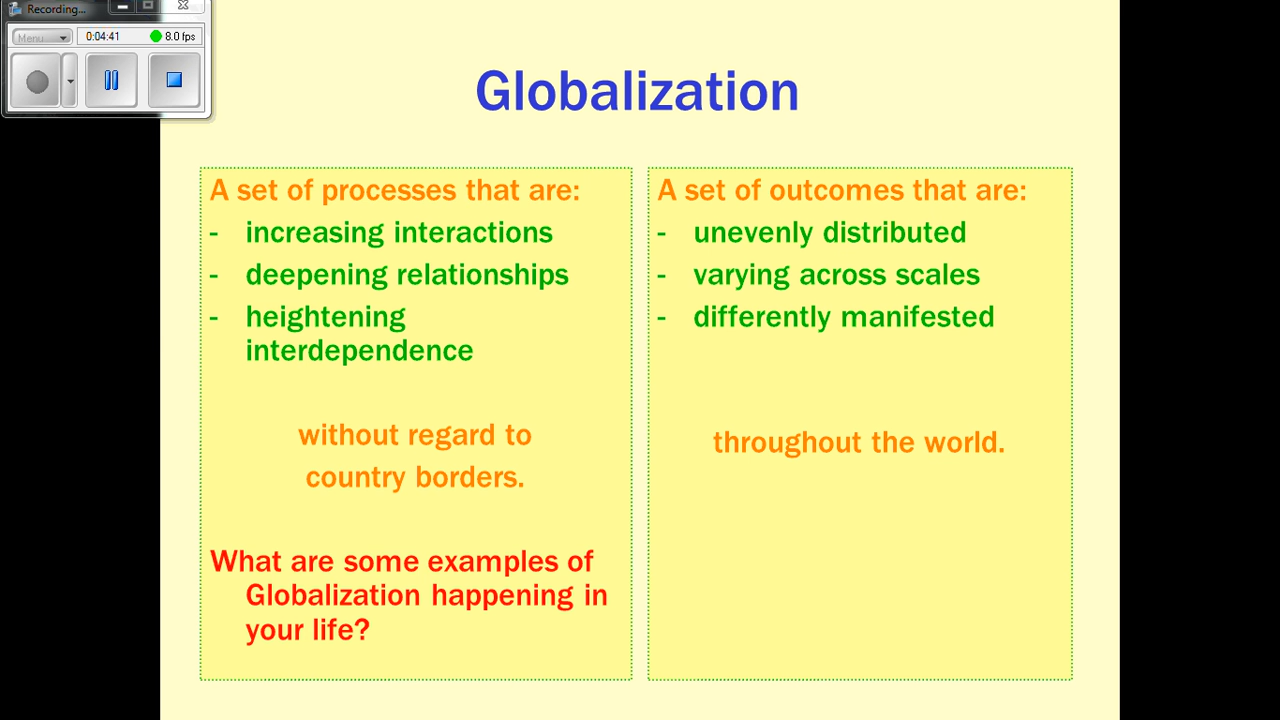 Recording...
Menu
0:04:41
8.0 fps
Globalization
A set of processes that are:
- increasing interactions
- deepening relationships
- heightening
interdependence
without regard to
country borders.
What are some examples of
Globalization happening in
your life?
A set of outcomes that are:
- unevenly distributed
- varying across scales
- differently manifested
throughout the world.